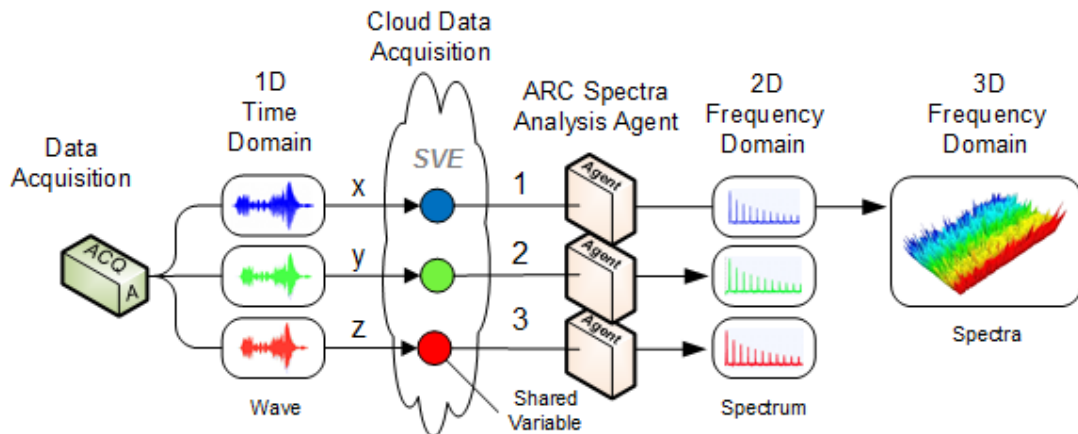 Cloud Data
Acquisition
1D
Time
Domain
ARC Spectra
Analysis Agent
2D
Frequency
Domain
3D
Frequency
Domain
Data
Acquisition
SVE
x
1
Agent
ACQ
A
y
2
Agent
z
3
Agent
Wave
Shared
Variable
Spectrum
Spectra